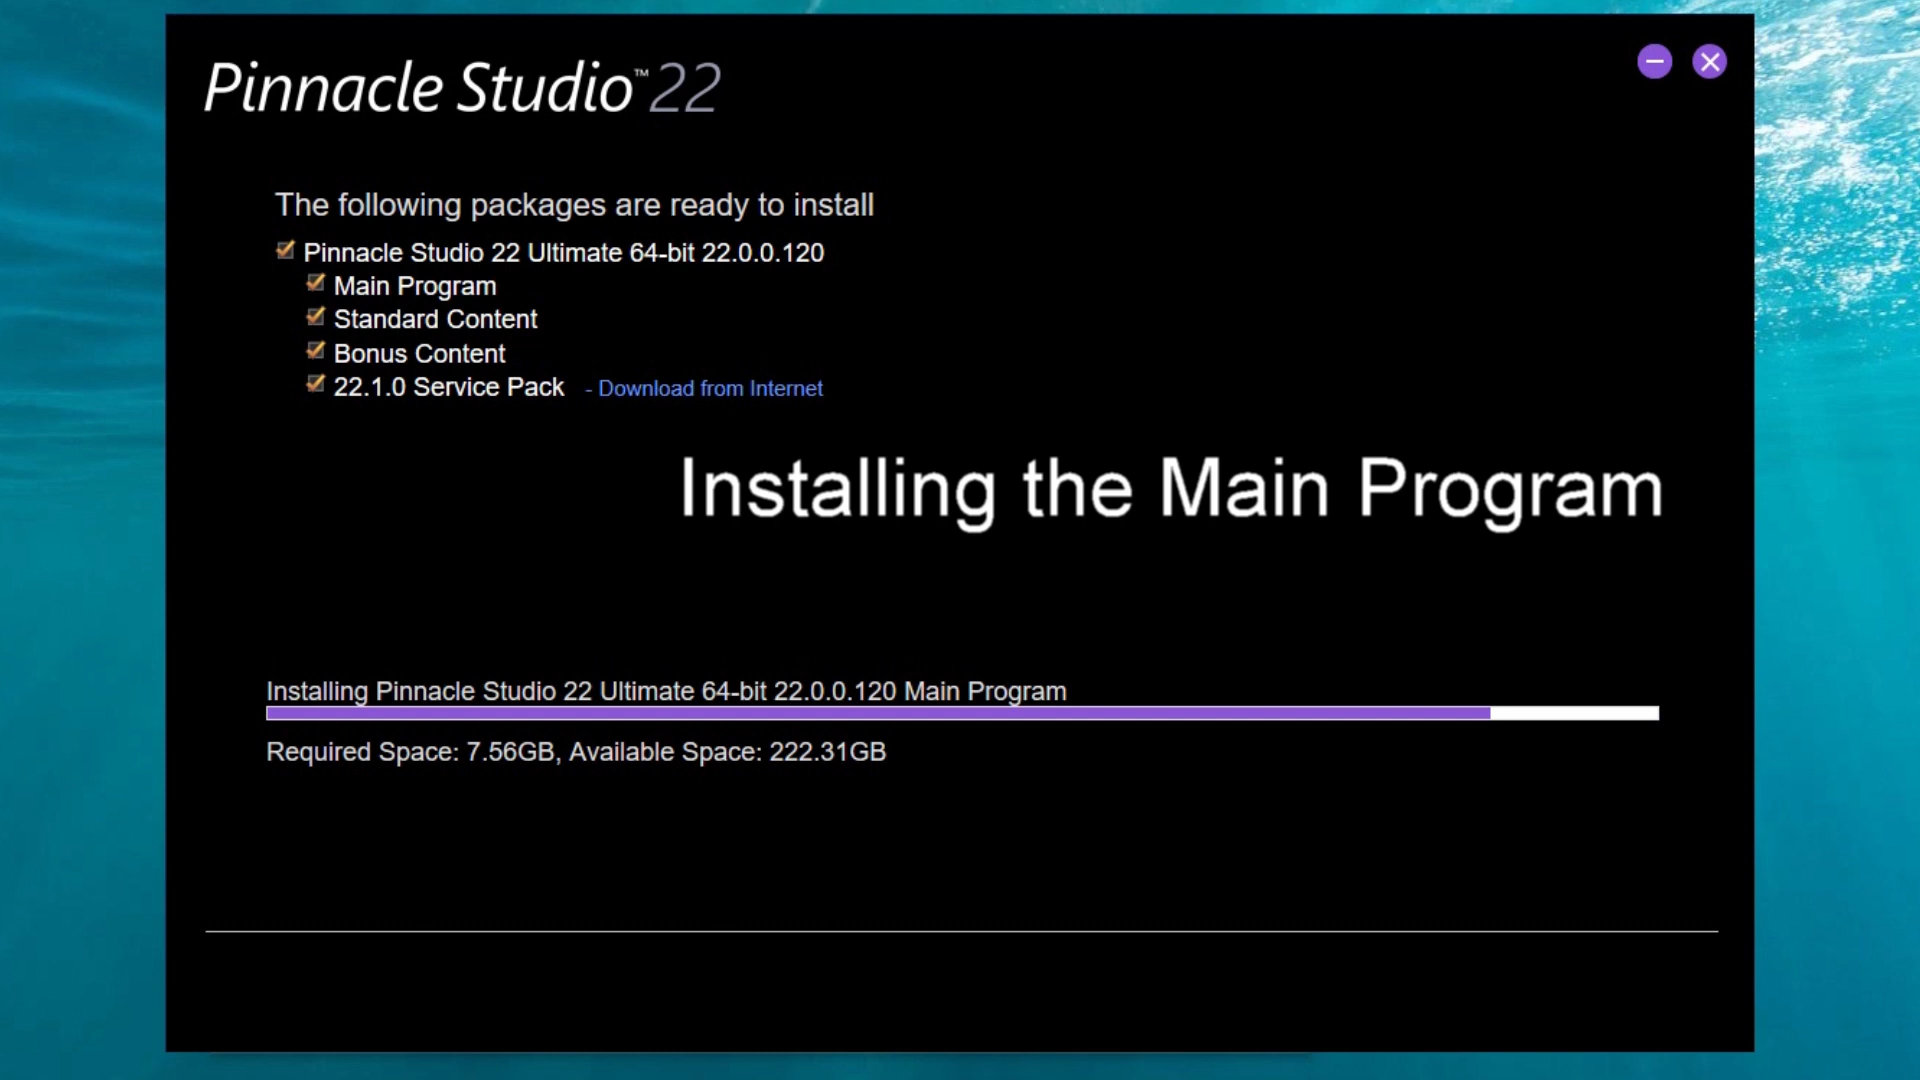 Pinnacle Studio™ 22
The following packages are ready to install
Pinnacle Studio 22 Ultimate 64-bit 22.0.0.120
Main Program
Standard Content
Bonus Content
22.1.0 Service Pack - Download from Internet
Installing the Main Program
Installing Pinnacle Studio 22 Ultimate 64-bit 22.0.0.120 Main Program
Required Space: 7.56GB, Available Space: 222.31GB